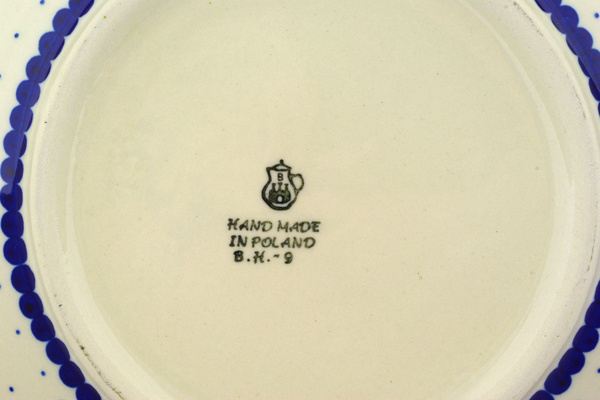 B
HAND MADE
IN POLAND
B.H.-9